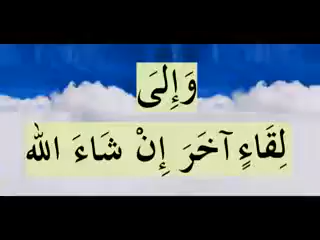 وَإِلَى
لِقَاءٍ آخَرَ إِنْ شَاءَ الله